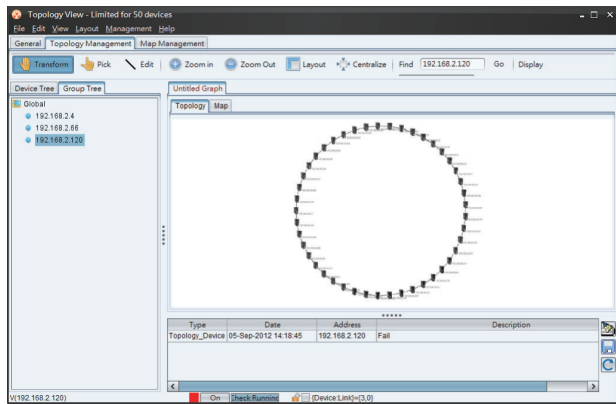 Topology View - Limited for 50 devices
File Edit View Layout Management Help
General Topology Management Map Management
Transform Pick Edit Zoom in Zoom Out Layout Centralize Find 192.168.2.120 Go Display
Device Tree Group Tree
Untitled Graph
Global
192.168.2.4
192.168.2.66
192.168.2.120
Topology Map
Type Date Address Description
Topology_Device 05-Sep-2012 14:18:45 192.168.2.120 Fail
V(192.168.2.120) On Check Running {Device:Link}={3,0}